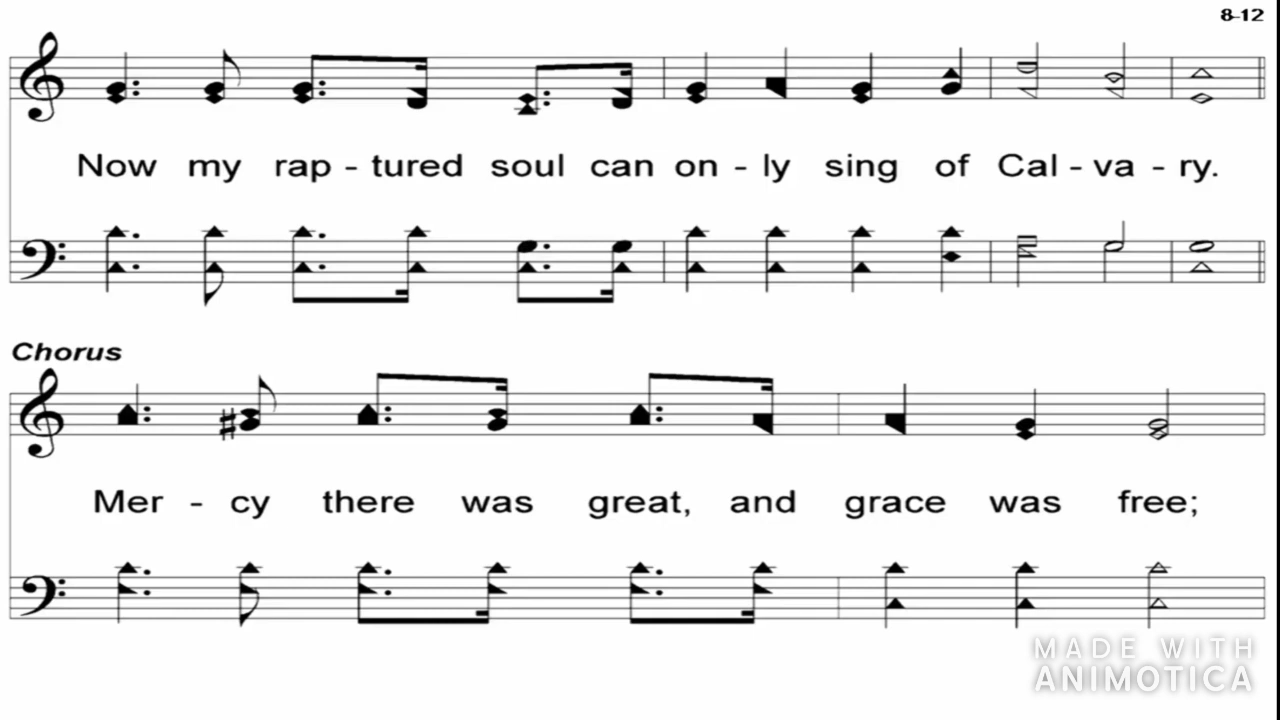 8-12
Now my rap - tured soul can on - ly sing of Cal - va - ry.
Chorus
Mer - cy there was great, and grace was free;
MADE WITH
ANIMOTICA